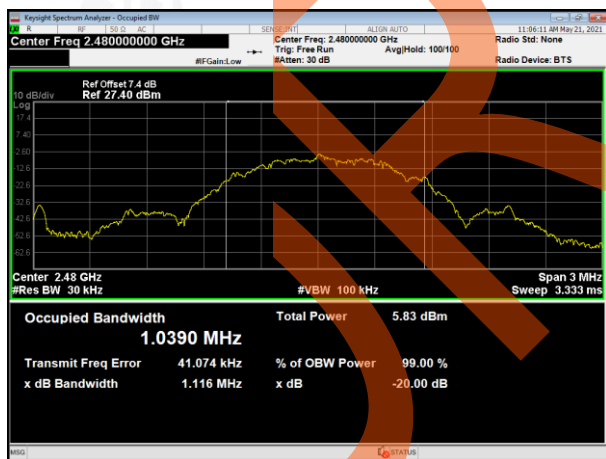 Keysight Spectrum Analyzer - Occupied BW
R RF 50 Ω AC SENSE:INT ALIGN AUTO 11:06:11 AM May 21, 2021
Center Freq 2.480000000 GHz Center Freq: 2.480000000 GHz Radio Std: None
Trig: Free Run Avg|Hold: 100/100
#IFGain:Low #Atten: 30 dB Radio Device: BTS
Ref Offset 7.4 dB
10 dB/div Ref 27.40 dBm
Log
17.4
7.40
-2.60
-12.6
-22.6
-32.6
-42.6
-52.6
-62.6
Center 2.48 GHz Span 3 MHz
#Res BW 30 kHz #VBW 100 kHz Sweep 3.333 ms
Occupied Bandwidth Total Power 5.83 dBm
1.0390 MHz
Transmit Freq Error 41.074 kHz % of OBW Power 99.00 %
x dB Bandwidth 1.116 MHz x dB -20.00 dB
MSG STATUS